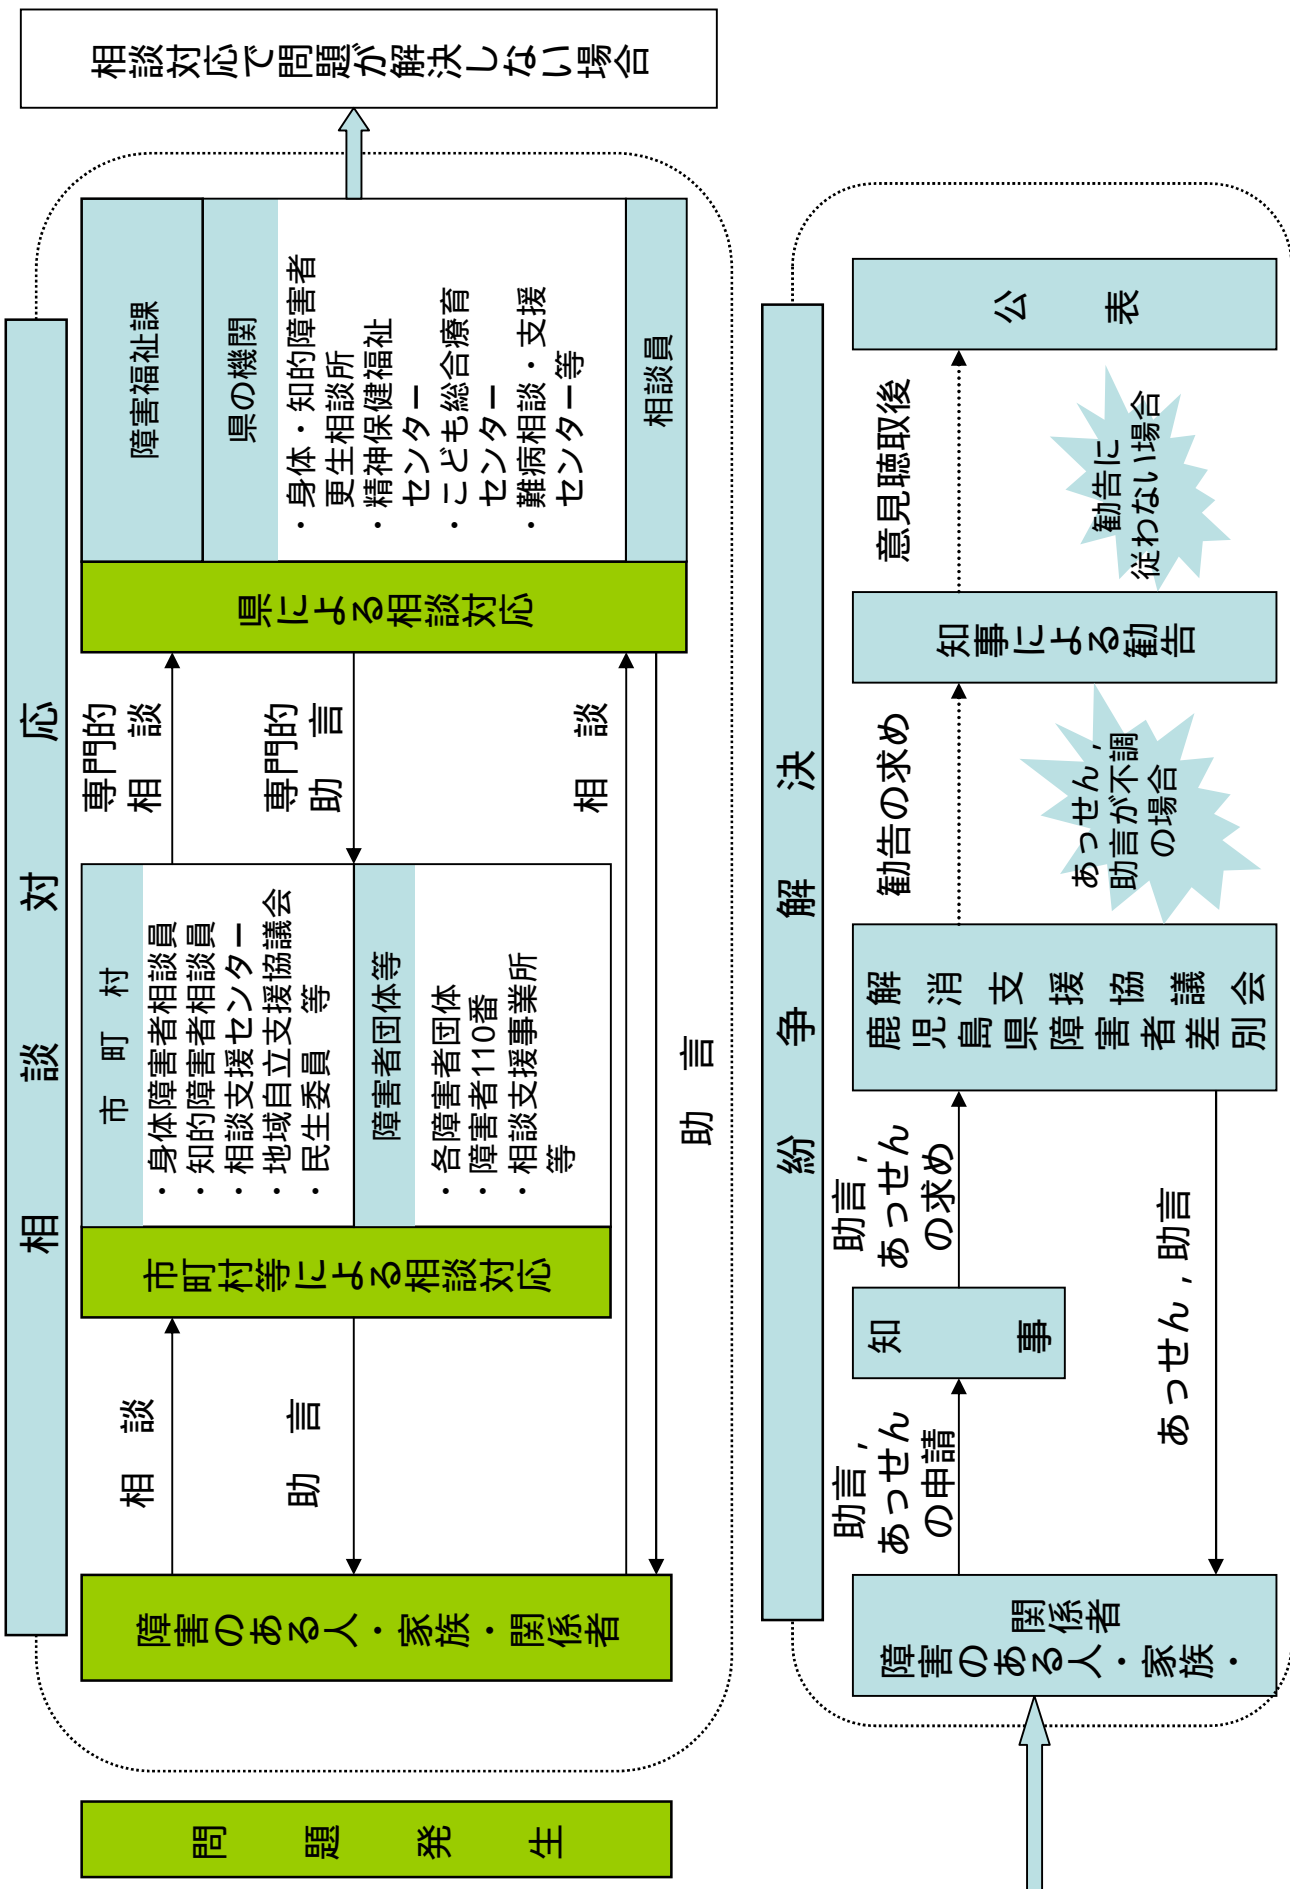 問題発生
相談対応
障害のある人・家族・関係者
相談
助言
市町村等による相談対応
市町村
・身体障害者相談員
・知的障害者相談員
・相談支援センター
・地域自立支援協議会
・民生委員　等
障害者団体等
・各障害者団体
・障害者110番
・相談支援事業所
等
専門的
相談
専門的
助言
相談
助言
県による相談対応
障害福祉課
県の機関
・身体・知的障害者
更生相談所
・精神保健福祉
センター
・こども総合療育
センター
・難病相談・支援
センター等
相談員
相談対応で問題が解決しない場合
紛争解決
障害のある人・家族・
関係者
助言，
あっせん
の申請
知事
助言，
あっせん
の求め
あっせん，助言
鹿児島県障害者差別
解消支援協議会
勧告の求め
あっせん，
助言が不調
の場合
知事による勧告
意見聴取後
勧告に
従わない場合
公表